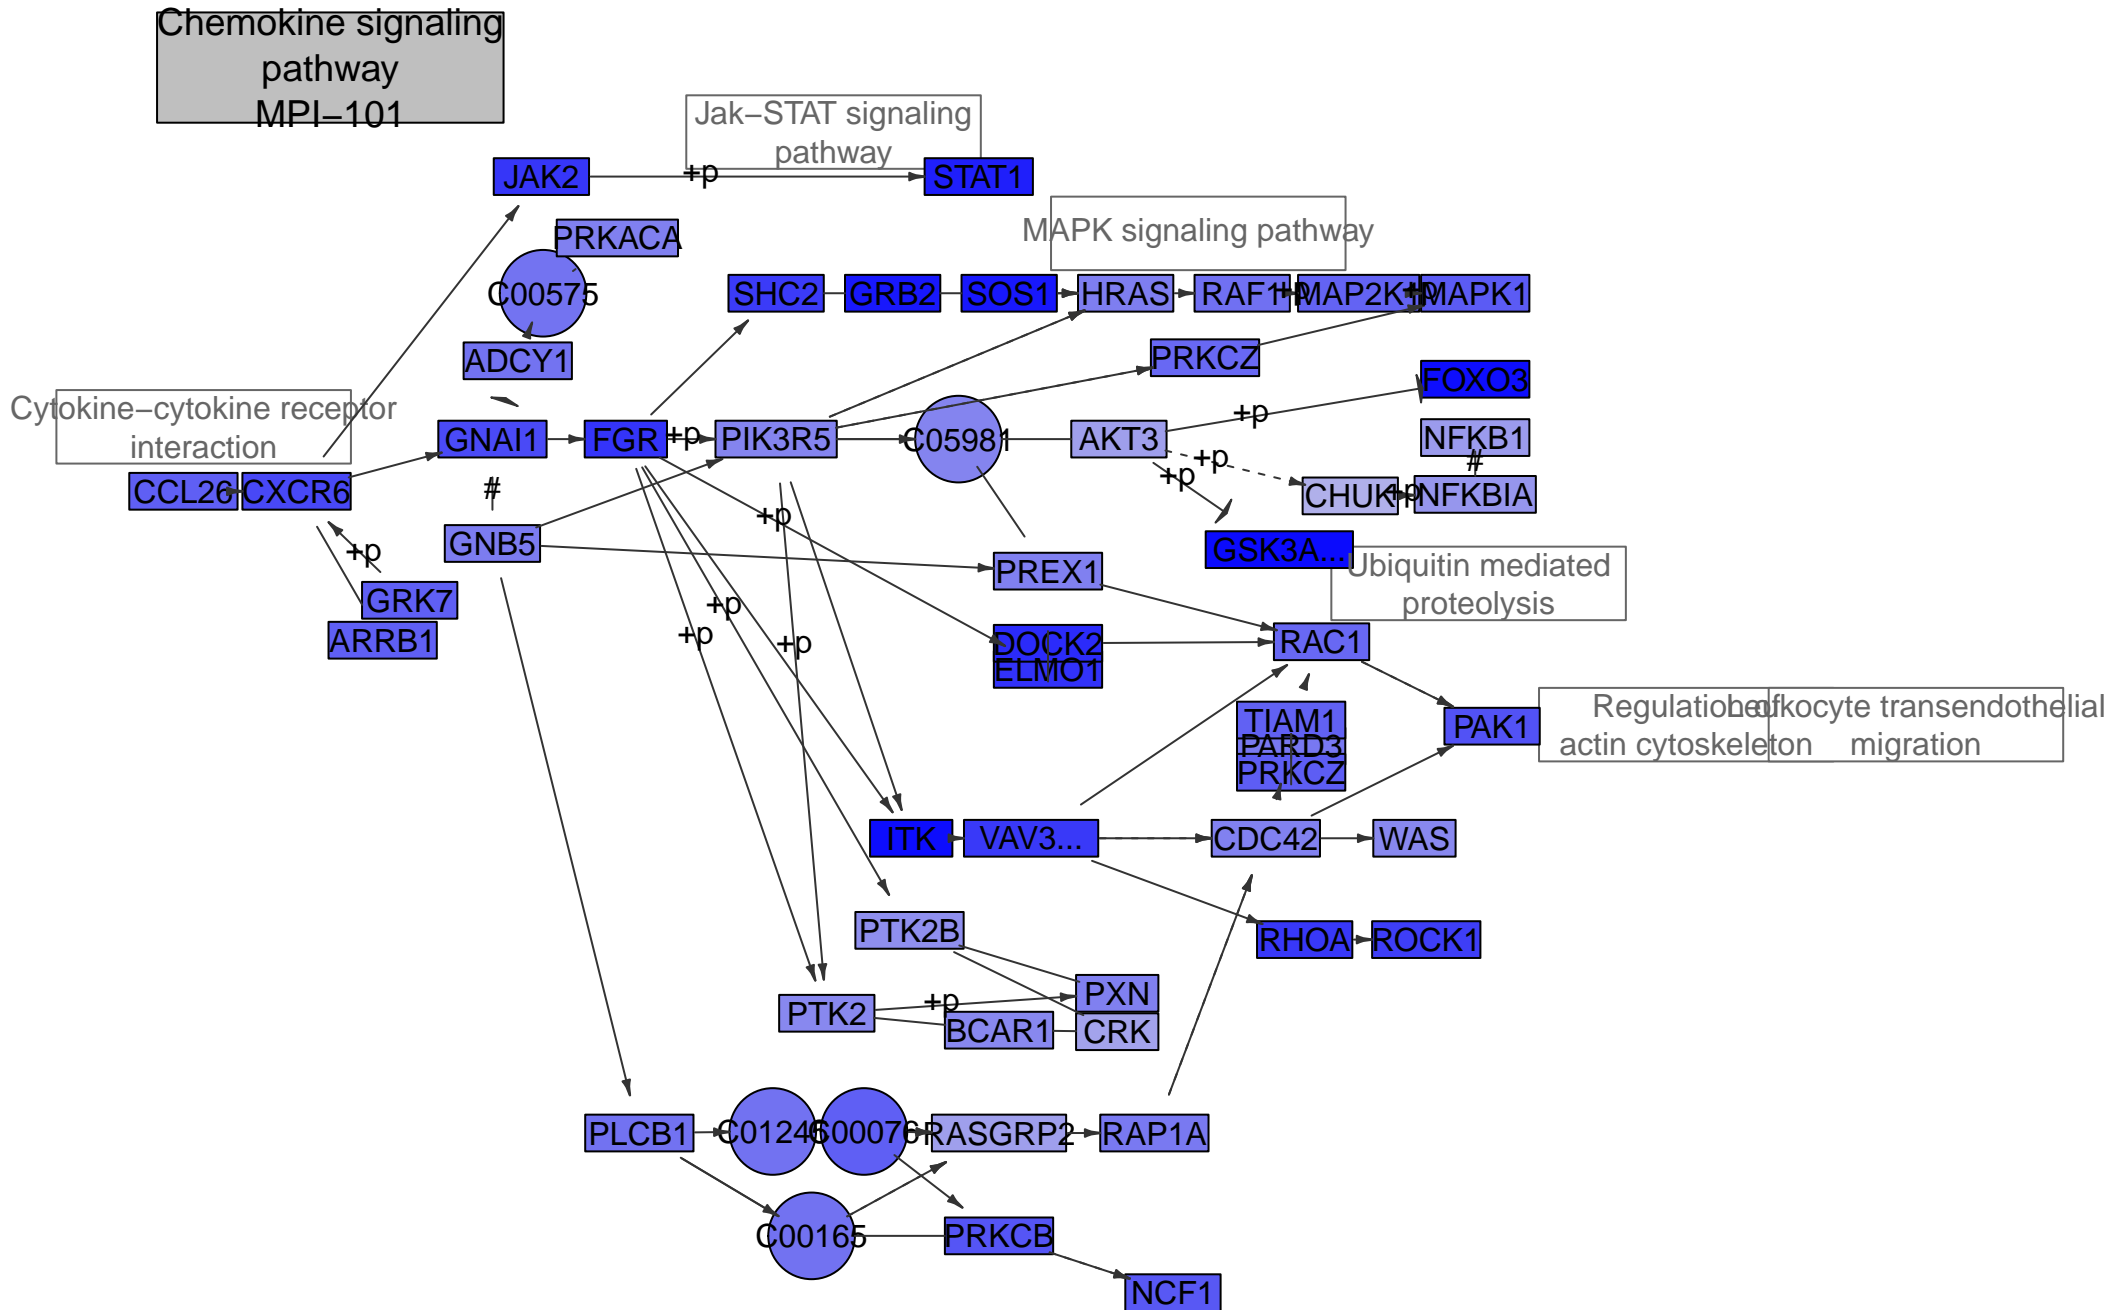 Chemokine signaling
pathway
MPI−101
Jak−STAT signaling
pathway
JAK2
+p
STAT1
PRKACA
MAPK signaling pathway
C00575
SHC2
GRB2
SOS1
HRAS
RAF1
+p
MAP2K1
+p
MAPK1
ADCY1
PRKCZ
FOXO3
Cytokine−cytokine receptor
interaction
+p
GNAI1
FGR
+p
PIK3R5
C05981
AKT3
NFKB1
+p
#
CCL26
CXCR6
#
+p
CHUK
+p
NFKBIA
+p
GNB5
+p
GSK3A...
PREX1
Ubiquitin mediated
proteolysis
GRK7
+p
ARRB1
+p
+p
DOCK2
ELMO1
RAC1
TIAM1
PARD3
PRKCZ
PAK1
Regulation of
actin cytoskeleton
Leukocyte transendothelial
migration
ITK
VAV3...
CDC42
WAS
PTK2B
RHOA
ROCK1
PTK2
+p
PXN
BCAR1
CRK
PLCB1
C01245
C00076
RASGRP2
RAP1A
C00165
PRKCB
NCF1